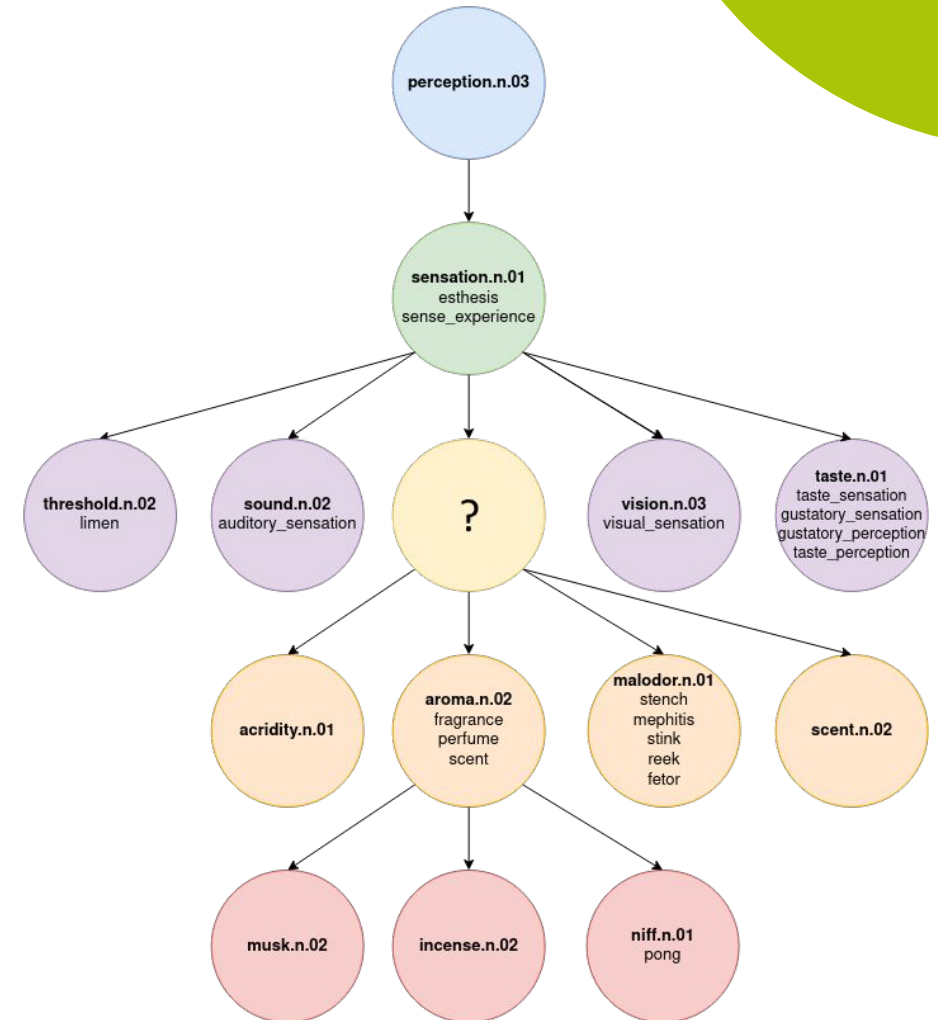 perception.n.03
sensation.n.01
esthesis
sense_experience
threshold.n.02
limen
sound.n.02
auditory_sensation
?
vision.n.03
visual_sensation
taste.n.01
taste_sensation
gustatory_sensation
gustatory_perception
taste_perception
acridity.n.01
aroma.n.02
fragrance
perfume
scent
malodor.n.01
stench
mephitis
stink
reek
fetor
scent.n.02
musk.n.02
incense.n.02
niff.n.01
pong